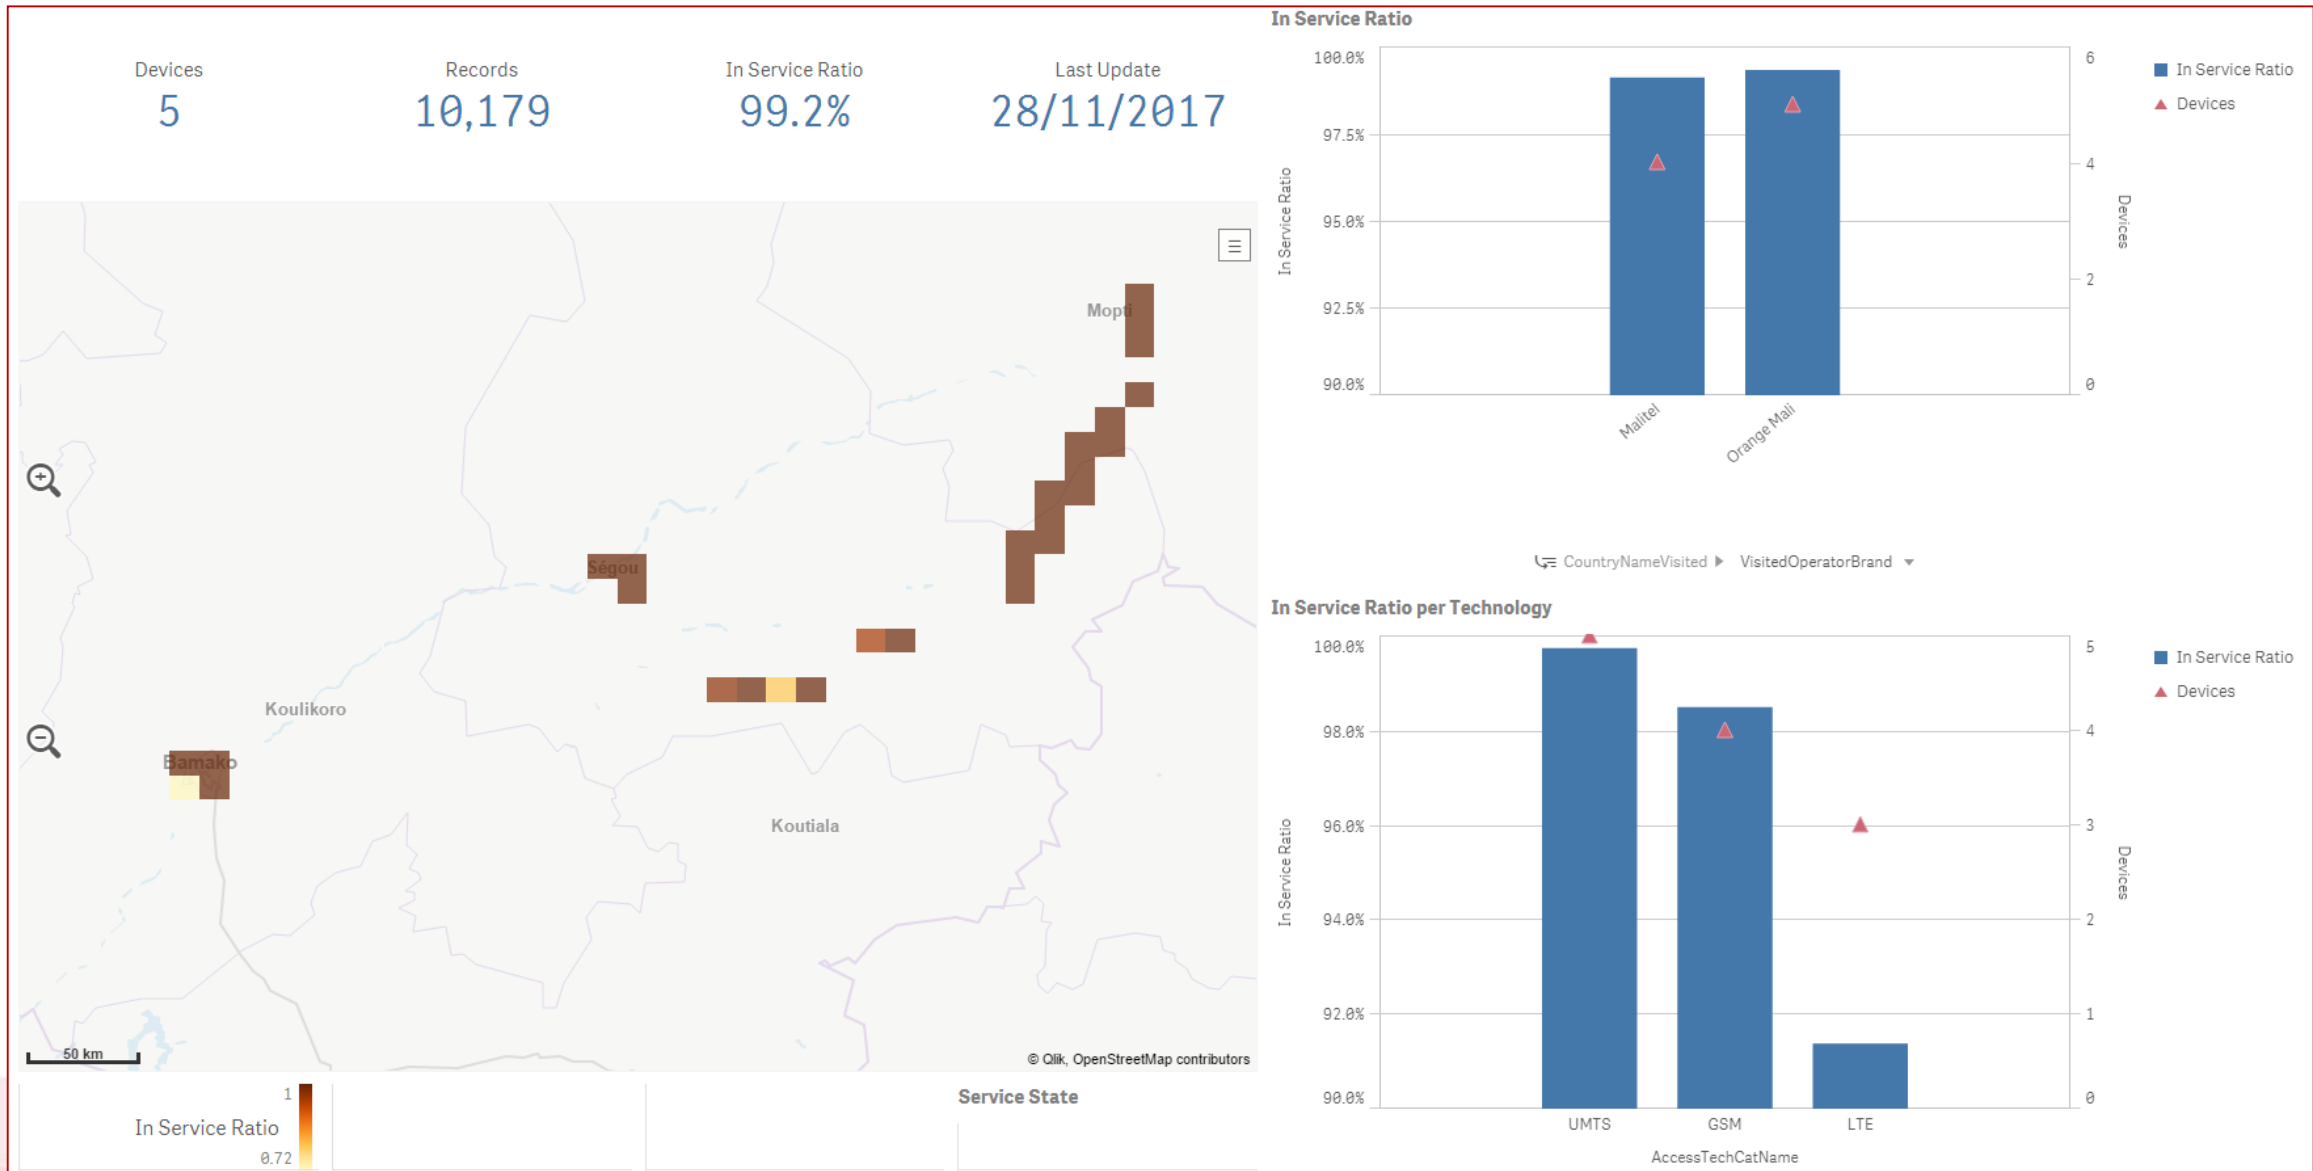 Devices
5
Records
10,179
In Service Ratio
99.2%
Last Update
28/11/2017
Mopti
Ségou
Koulikoro
Bamako
Koutiala
50 km
© Qlik, OpenStreetMap contributors
In Service Ratio
1
0.72
Service State
In Service Ratio
100.0%
97.5%
95.0%
92.5%
90.0%
In Service Ratio
6
4
2
0
Devices
Malitel
Orange Mali
In Service Ratio
Devices
CountryNameVisited
VisitedOperatorBrand
In Service Ratio per Technology
100.0%
98.0%
96.0%
94.0%
92.0%
90.0%
In Service Ratio
5
4
3
2
1
0
Devices
UMTS
GSM
LTE
AccessTechCatName
In Service Ratio
Devices